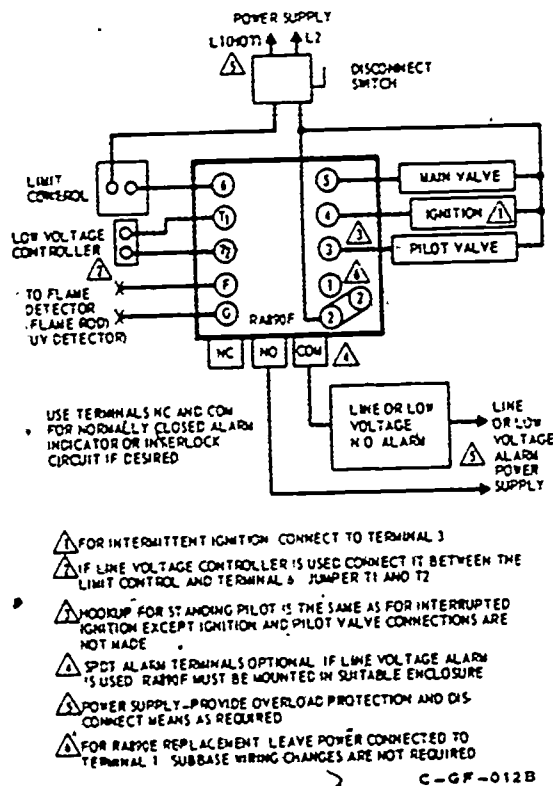 POWER SUPPLY
L1(HOT) L2
5
DISCONNECT
SWITCH
LIMIT
CONTROL
6
5
MAIN VALVE
T1
4
IGNITION 1
LOW VOLTAGE
CONTROLLER
T2
3
3
PILOT VALVE
2
TO FLAME
DETECTOR
(FLAME ROD)
(UV DETECTOR)
F
1
6
G
2
2
RA890F
NC
NO
COM
4
USE TERMINALS NC AND COM
FOR NORMALLY CLOSED ALARM
INDICATOR OR INTERLOCK
CIRCUIT IF DESIRED
LINE OR LOW
VOLTAGE
N.O ALARM
LINE
OR LOW
VOLTAGE
5 ALARM
POWER
SUPPLY
1 FOR INTERMITTENT IGNITION CONNECT TO TERMINAL 3
2 IF LINE VOLTAGE CONTROLLER IS USED CONNECT IT BETWEEN THE
LIMIT CONTROL AND TERMINAL 6 JUMPER T1 AND T2
3 HOOKUP FOR STANDING PILOT IS THE SAME AS FOR INTERRUPTED
IGNITION EXCEPT IGNITION AND PILOT VALVE CONNECTIONS ARE
NOT MADE
4 SPDT ALARM TERMINALS OPTIONAL IF LINE VOLTAGE ALARM
IS USED RA890F MUST BE MOUNTED IN SUITABLE ENCLOSURE
5 POWER SUPPLY-PROVIDE OVERLOAD PROTECTION AND DIS-
CONNECT MEANS AS REQUIRED
6 FOR RA890E REPLACEMENT LEAVE POWER CONNECTED TO
TERMINAL 1 SUBBASE WIRING CHANGES ARE NOT REQUIRED
C-GF-012B